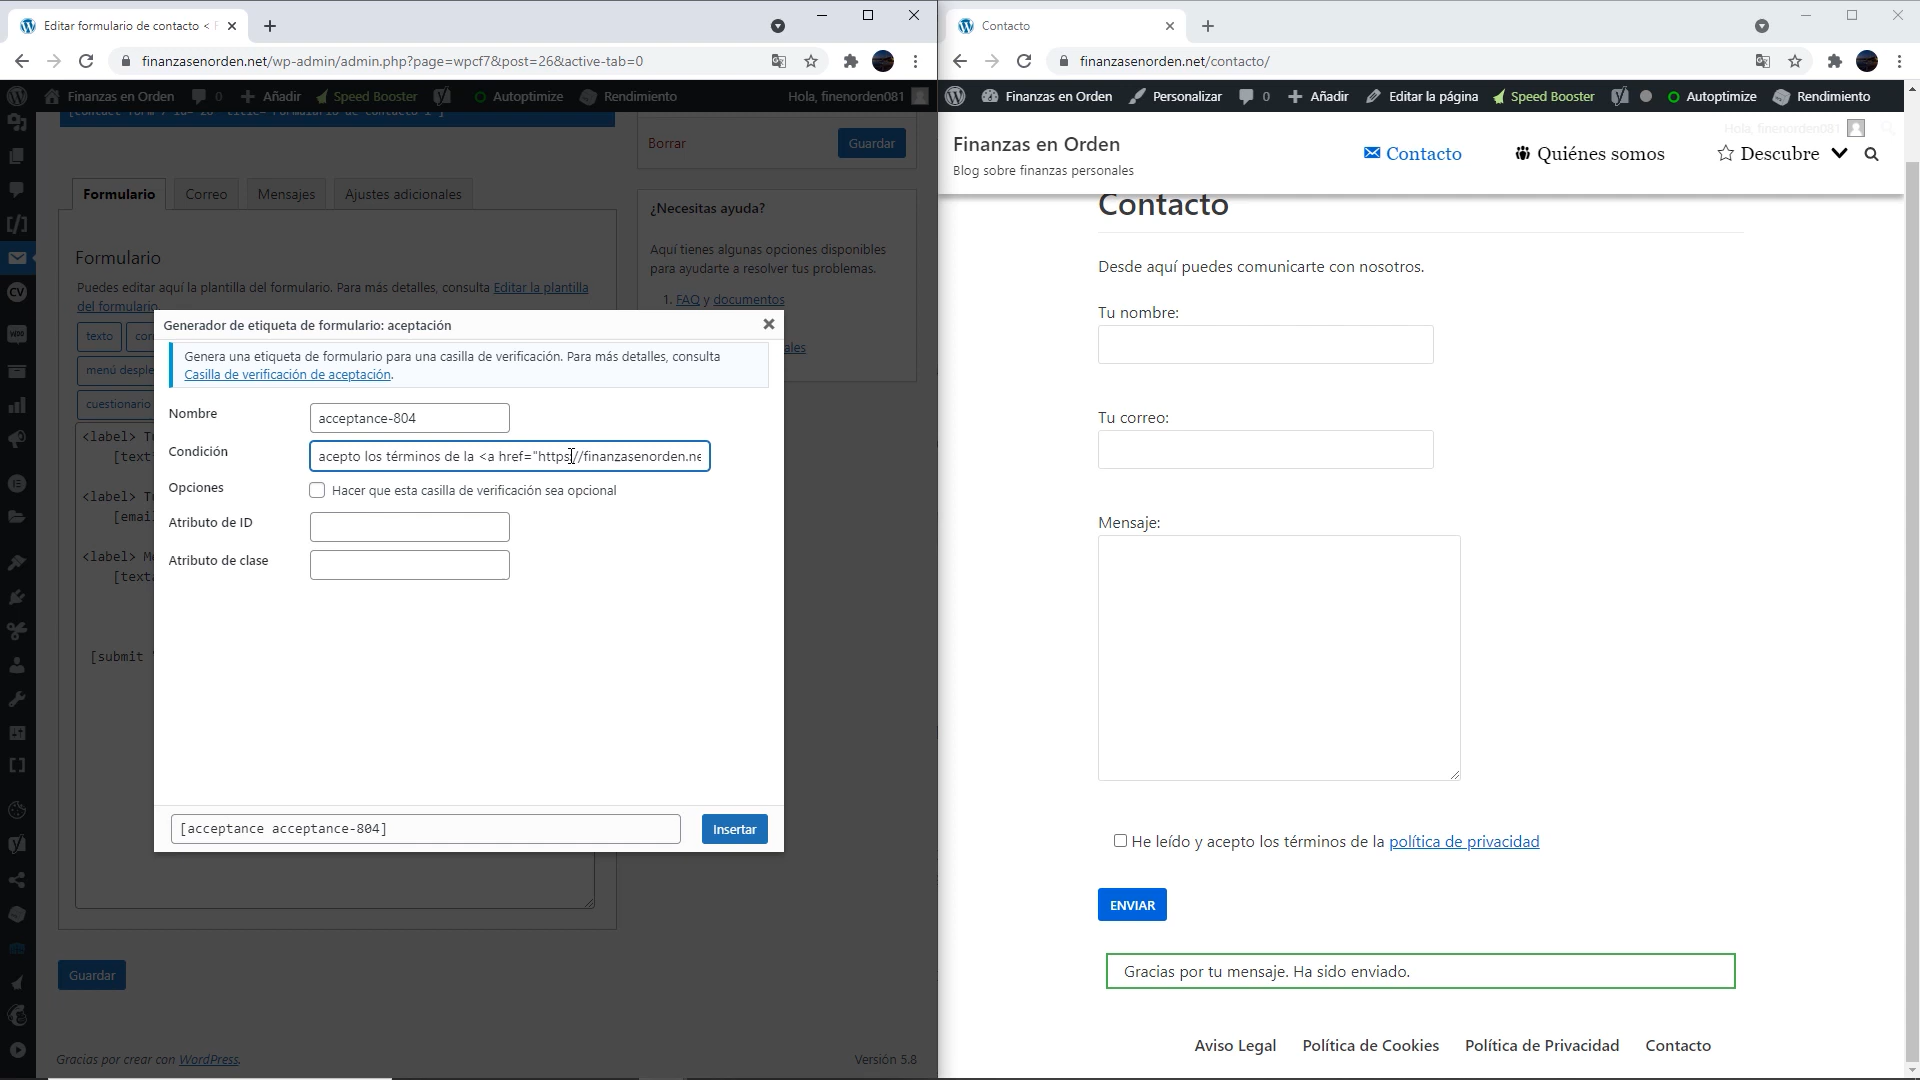 Editar formulario de contacto <
finanzasenorden.net/wp-admin/admin.php?page=wpcf7&post=26&active-tab=0
Finanzas en Orden
0
Añadir
Speed Booster
Autoptimize
Rendimiento
Hola, finenorden081
Borrar
Guardar
Formulario
Correo
Mensajes
Ajustes adicionales
¿Necesitas ayuda?
Aquí tienes algunas opciones disponibles
para ayudarte a resolver tus problemas.
1. FAQ y documentos
ales
Formulario
Puedes editar aquí la plantilla del formulario. Para más detalles, consulta Editar la plantilla
del formulario.
texto
menú desple
cuestionario
<label> T
[text
<label> T
[email
<label> M
[texta
[submit
Generador de etiqueta de formulario: aceptación
Genera una etiqueta de formulario para una casilla de verificación. Para más detalles, consulta
Casilla de verificación de aceptación.
Nombre
acceptance-804
Condición
acepto los términos de la <a href="https://finanzasenorden.ne
Opciones
Hacer que esta casilla de verificación sea opcional
Atributo de ID
Atributo de clase
[acceptance acceptance-804]
Insertar
Guardar
Gracias por crear con WordPress.
Versión 5.8
Contacto
finanzasenorden.net/contacto/
Finanzas en Orden
Personalizar
0
Añadir
Editar la página
Speed Booster
Autoptimize
Rendimiento
Hola, finenorden081
Finanzas en Orden
Blog sobre finanzas personales
Contacto
Quiénes somos
Descubre
Contacto
Desde aquí puedes comunicarte con nosotros.
Tu nombre:
Tu correo:
Mensaje:
He leído y acepto los términos de la política de privacidad
ENVIAR
Gracias por tu mensaje. Ha sido enviado.
Aviso Legal
Política de Cookies
Política de Privacidad
Contacto